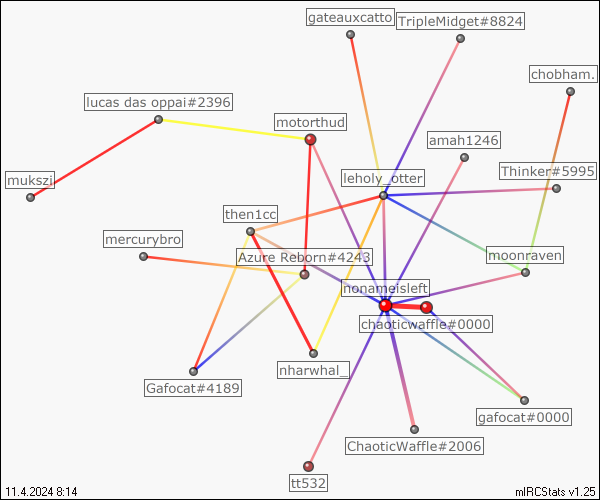 gateauxcatto
TripleMidget#8824
chobham.
lucas das oppai#2396
motorthud
amah1246
leholy_otter
Thinker#5995
mukszi
then1cc
mercurybro
Azure Reborn#4243
moonraven
nonameisleft
chaoticwaffle#0000
nharwhal_
Gafocat#4189
gafocat#0000
ChaoticWaffle#2006
tt532
11.4.2024 8:14
mIRCStats v1.25